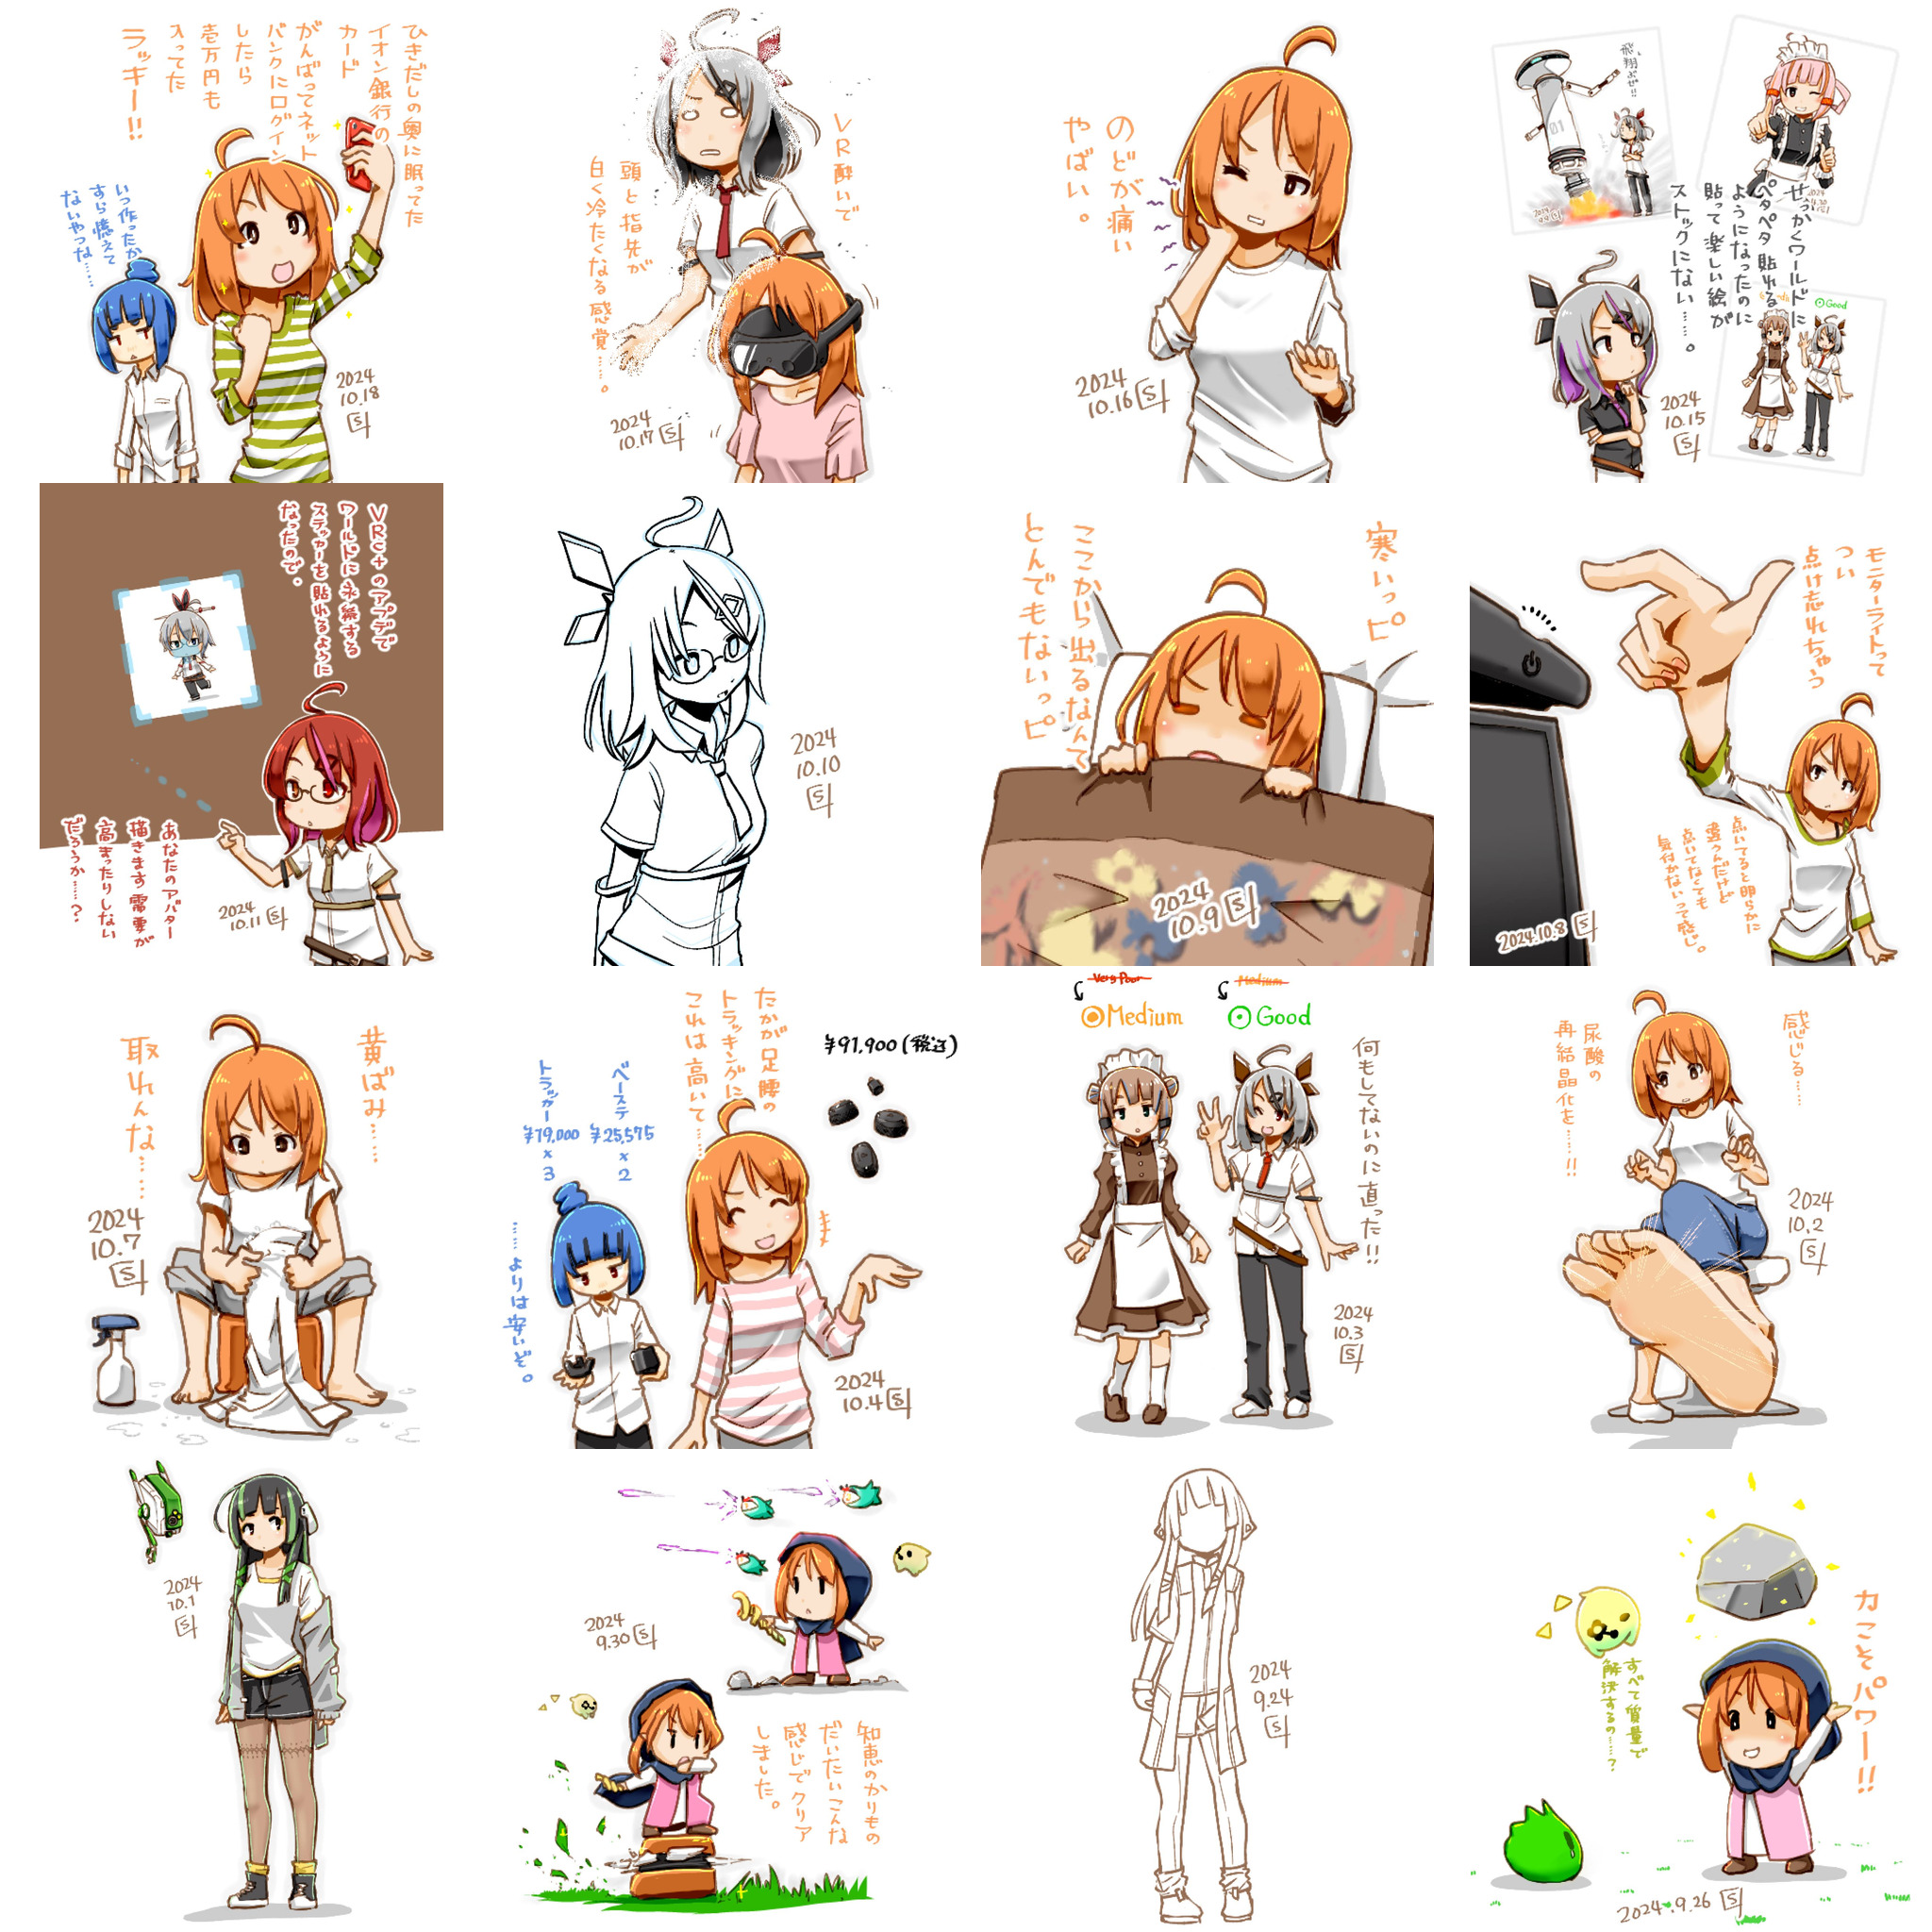 ひきだしの奥に眠ってた
イオン銀行の
カード
がんばってネット
バンクにログイン
したら
壱万円も
入ってた
ラッキー!!
いつ作ったか
すら憶えて
ないやつな……
2024
10.18
VR酔いで
頭と指先が
白く冷たくなる感覚……。
2024
10.17
のどが痛い
やばい。
2024
10.16
飛翔ぶぜ!!
01
せっかくワールドに
ペタペタ貼れる
ようになったのに
貼って楽しい絵が
ストックにない……。
Good
2024
10.15
VRC+のアプデで
ワールドに永続する
ステッカーを貼れるように
なったので。
あなたのアバター
描きます需要が
高まったりしない
だろうか……?
2024
10.11
2024
10.10
寒いっピ
ここから出るなんて
とんでもないっピ
2024
10.9
モニターライトって
つい
点け忘れちゃう
点いてると明らかに
違うんだけど
点いてなくても
気付かないって感じ。
2024.10.8
黄ばみ……
取れんな……
2024
10.7
たかが足腰の
トラッキングに
これは高いて……
¥91,900(税込)
ベーステ
¥25,575
×
2
トラッカー
¥19,000
×
3
……よりは安いぞ。
2024
10.4
Very Poor
Medium
Medium
Good
何もしてないのに直った!!
2024
10.3
感じる……
尿酸の
再結晶化を……!!
2024
10.2
2024
10.1
2024
9.30
知恵のかりもの
だいたいこんな
感じでクリア
しました。
2024
9.24
力こそパワー!!
すべて質量で
解決するの……?
2024.9.26